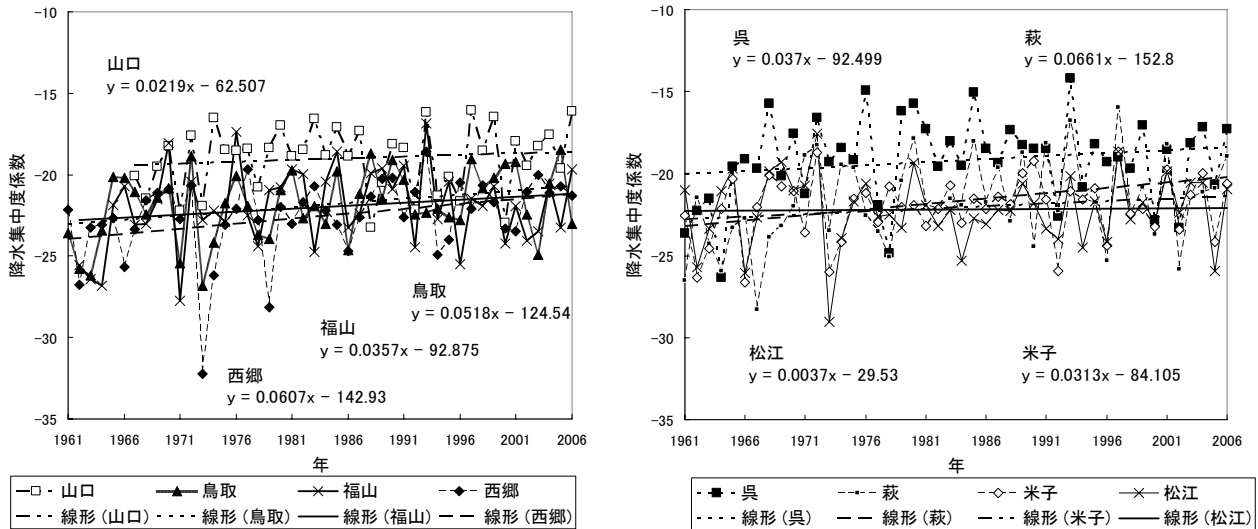 -10
-15
-20
-25
-30
-35
降水集中度係数
山口
y = 0.0219x − 62.507
鳥取
y = 0.0518x − 124.54
福山
y = 0.0357x − 92.875
西郷
y = 0.0607x − 142.93
1961 1966 1971 1976 1981 1986 1991 1996 2001 2006
年
山口 鳥取 福山 西郷
線形 (山口) 線形 (鳥取) 線形 (福山) 線形 (西郷)
-10
-15
-20
-25
-30
-35
降水集中度係数
呉
y = 0.037x − 92.499
萩
y = 0.0661x − 152.8
松江
y = 0.0037x − 29.53
米子
y = 0.0313x − 84.105
1961 1966 1971 1976 1981 1986 1991 1996 2001 2006
年
呉 萩 米子 松江
線形 (呉) 線形 (萩) 線形 (米子) 線形 (松江)